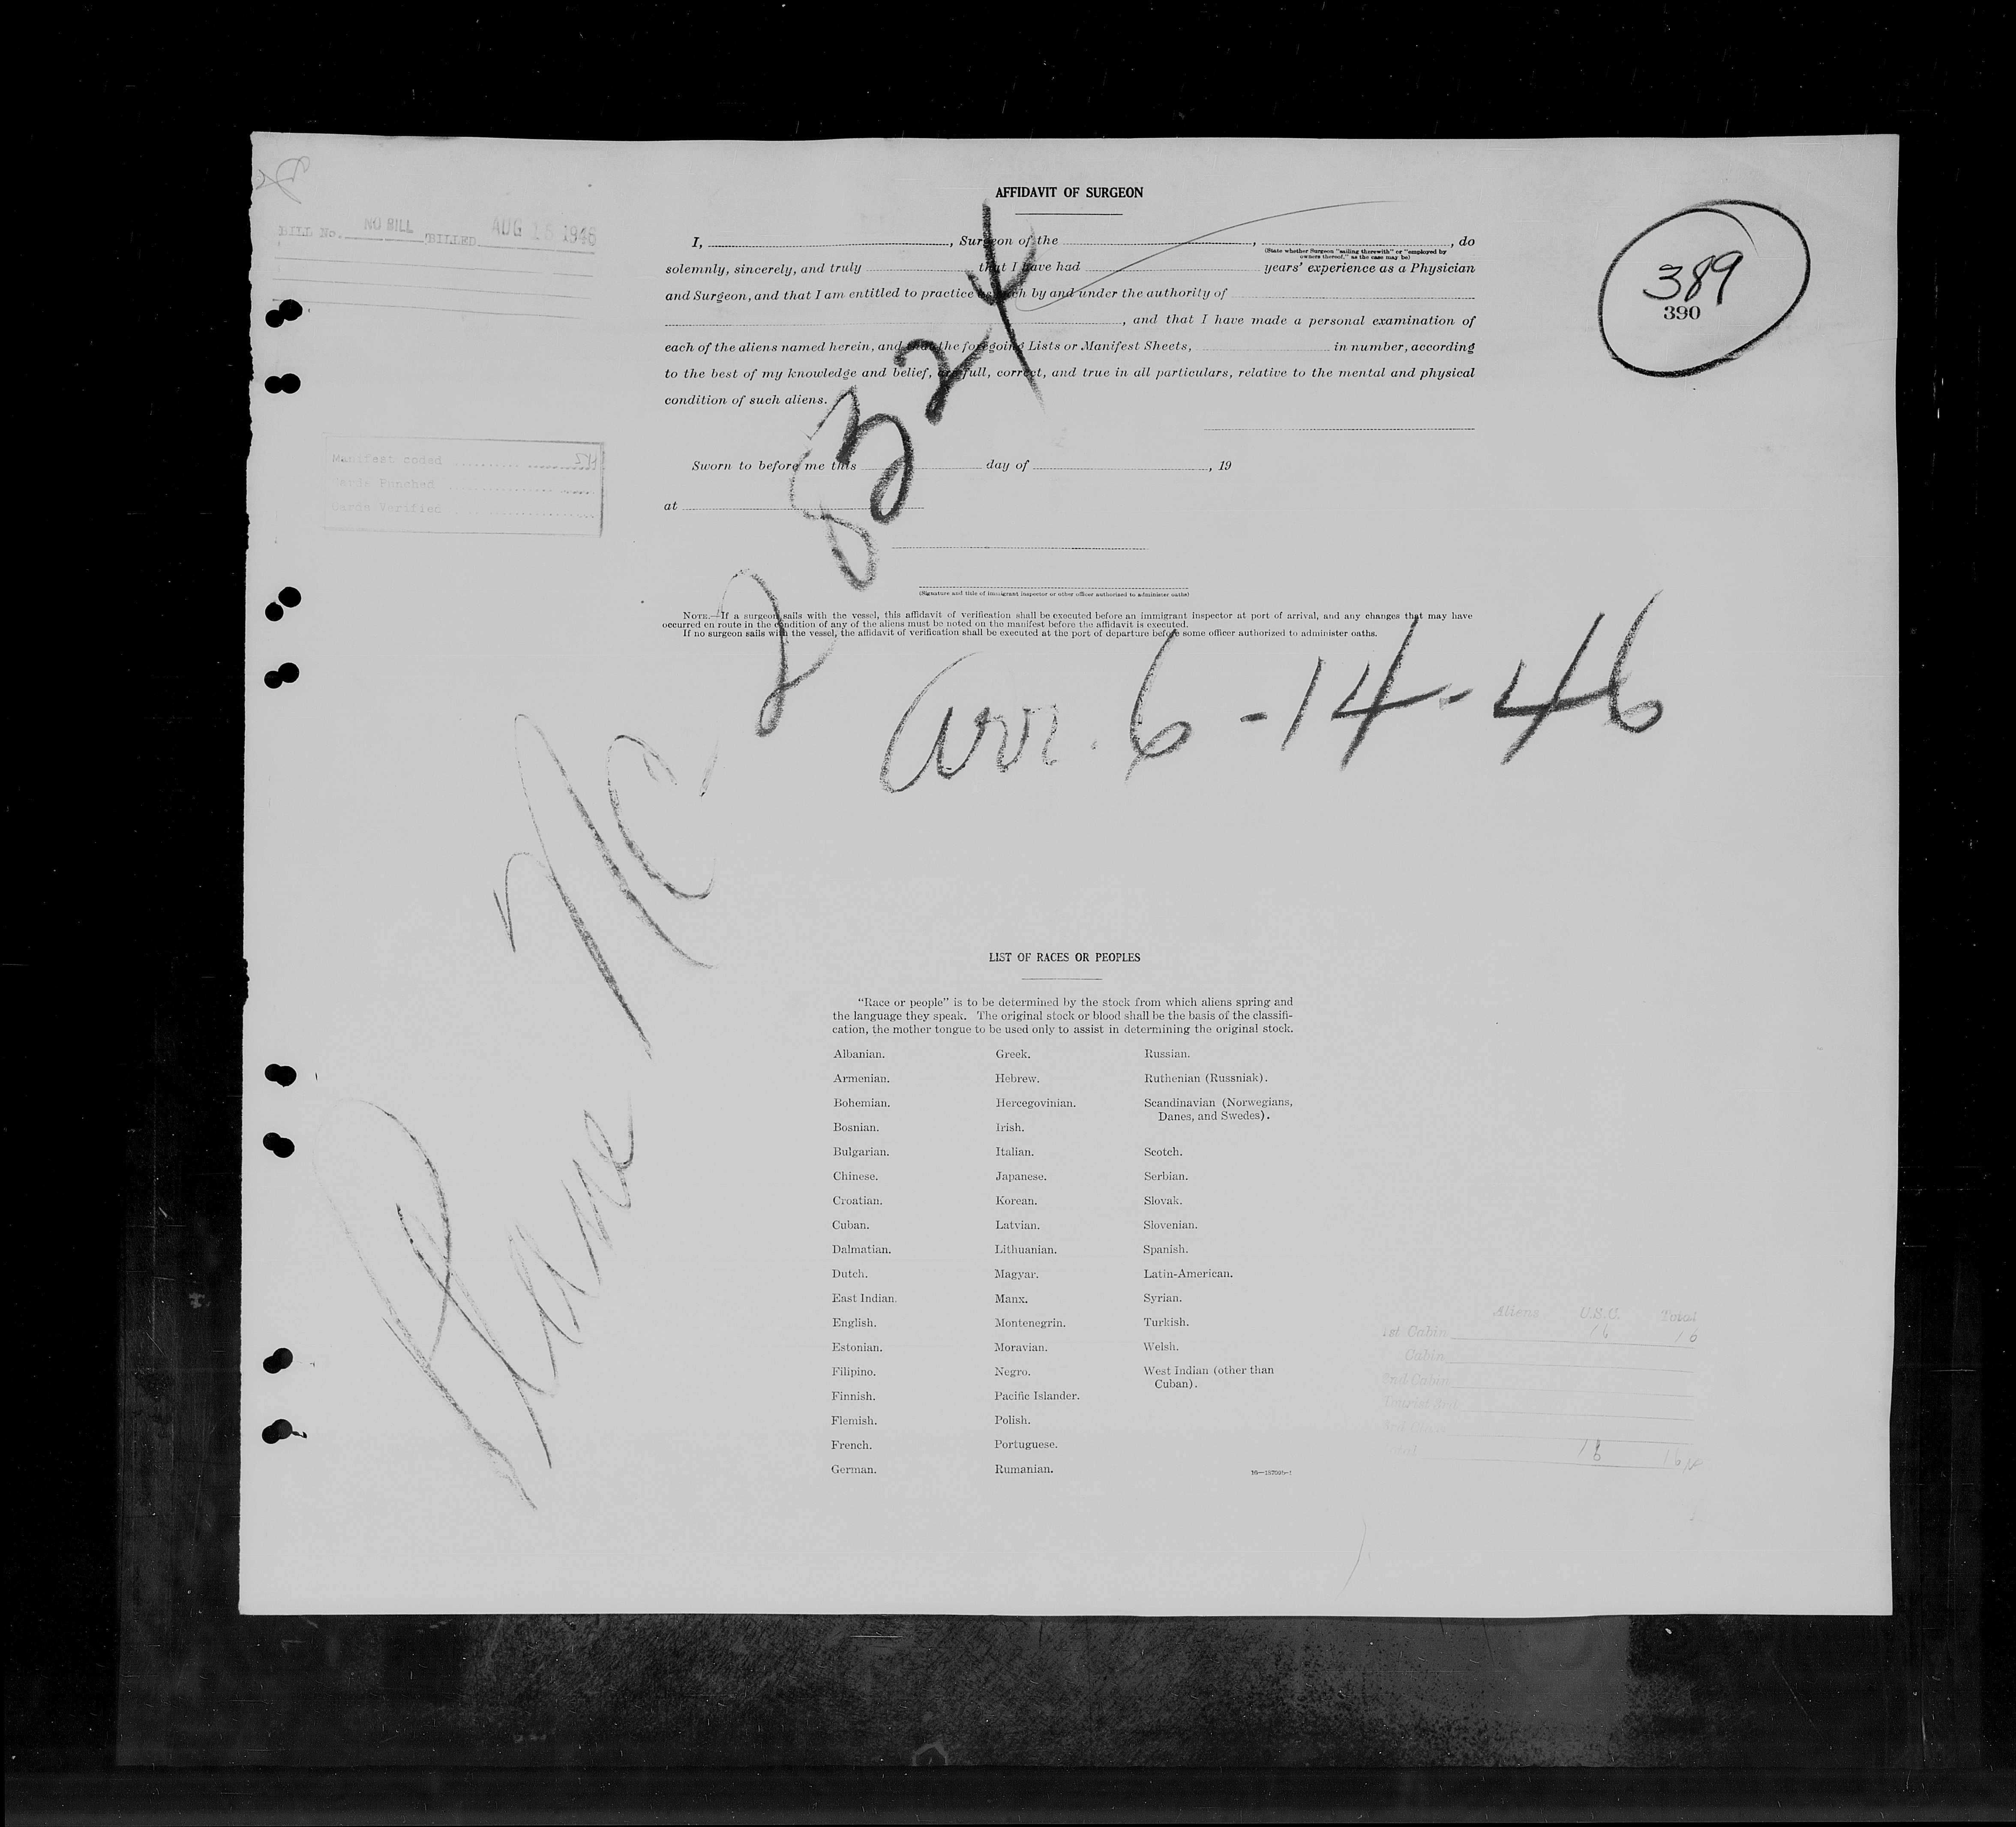 AFFIDAVIT OF SURGEON
BILL No. NO BILL BILLED AUG 1946
I, , Surgeon of the , , do
(State whether Surgeon "sailing therewith" or "employed by
owners thereof," as the case may be)
solemnly, sincerely, and truly that I have had years' experience as a Physician
and Surgeon, and that I am entitled to practice as such by and under the authority of
, and that I have made a personal examination of
each of the aliens named herein, and that the foregoing Lists or Manifest Sheets, in number, according
to the best of my knowledge and belief, are full, correct, and true in all particulars, relative to the mental and physical
condition of such aliens.
389
390
Manifest coded
Cards Punched
Cards Verified
Sworn to before me this day of , 19
at
(Signature and title of immigrant inspector or other officer authorized to administer oaths)
NOTE.—If a surgeon sails with the vessel, this affidavit of verification shall be executed before an immigrant inspector at port of arrival, and any changes that may have
occurred en route in the condition of any of the aliens must be noted on the manifest before the affidavit is executed.
If no surgeon sails with the vessel, the affidavit of verification shall be executed at the port of departure before some officer authorized to administer oaths.
Plane NC 28324
Arr. 6-14-46
LIST OF RACES OR PEOPLES
"Race or people" is to be determined by the stock from which aliens spring and
the language they speak. The original stock or blood shall be the basis of the classifi-
cation, the mother tongue to be used only to assist in determining the original stock.
Albanian.
Armenian.
Bohemian.
Bosnian.
Bulgarian.
Chinese.
Croatian.
Cuban.
Dalmatian.
Dutch.
East Indian.
English.
Estonian.
Filipino.
Finnish.
Flemish.
French.
German.
Greek.
Hebrew.
Hercegovinian.
Irish.
Italian.
Japanese.
Korean.
Latvian.
Lithuanian.
Magyar.
Manx.
Montenegrin.
Moravian.
Negro.
Pacific Islander.
Polish.
Portuguese.
Rumanian.
Russian.
Ruthenian (Russniak).
Scandinavian (Norwegians,
Danes, and Swedes).
Scotch.
Serbian.
Slovak.
Slovenian.
Spanish.
Latin-American.
Syrian.
Turkish.
Welsh.
West Indian (other than
Cuban).
Aliens U.S.C. Total
1st Cabin 16 16
Cabin
2nd Cabin
Tourist 3rd
3rd Class
Total 16 16